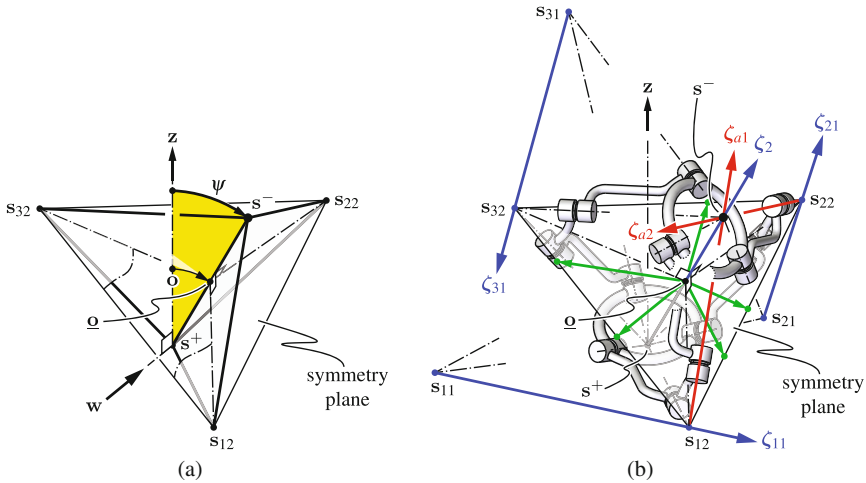 z
ψ
s⁻
s₂₂
s₃₂
o
o
s⁺
w
s₁₂
symmetry
plane
(a)
s₃₁
z
s⁻
ζₐ₁
ζ₂
ζ₂₁
s₃₂
s₂₂
ζₐ₂
ζ₃₁
o
s₂₁
s₁₁
s⁺
symmetry
plane
s₁₂
ζ₁₁
(b)